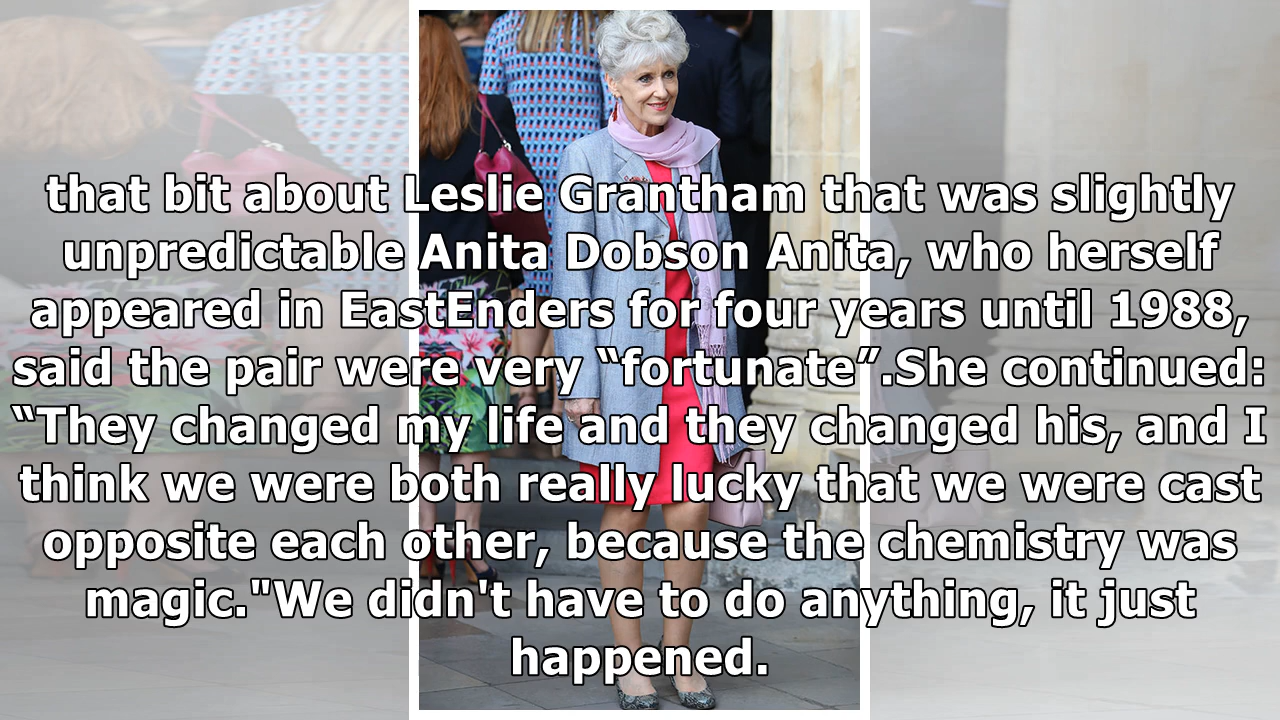 that bit about Leslie Grantham that was slightly
unpredictable Anita Dobson Anita, who herself
appeared in EastEnders for four years until 1988,
said the pair were very “fortunate”.She continued:
“They changed my life and they changed his, and I
think we were both really lucky that we were cast
opposite each other, because the chemistry was
magic."We didn't have to do anything, it just
happened.